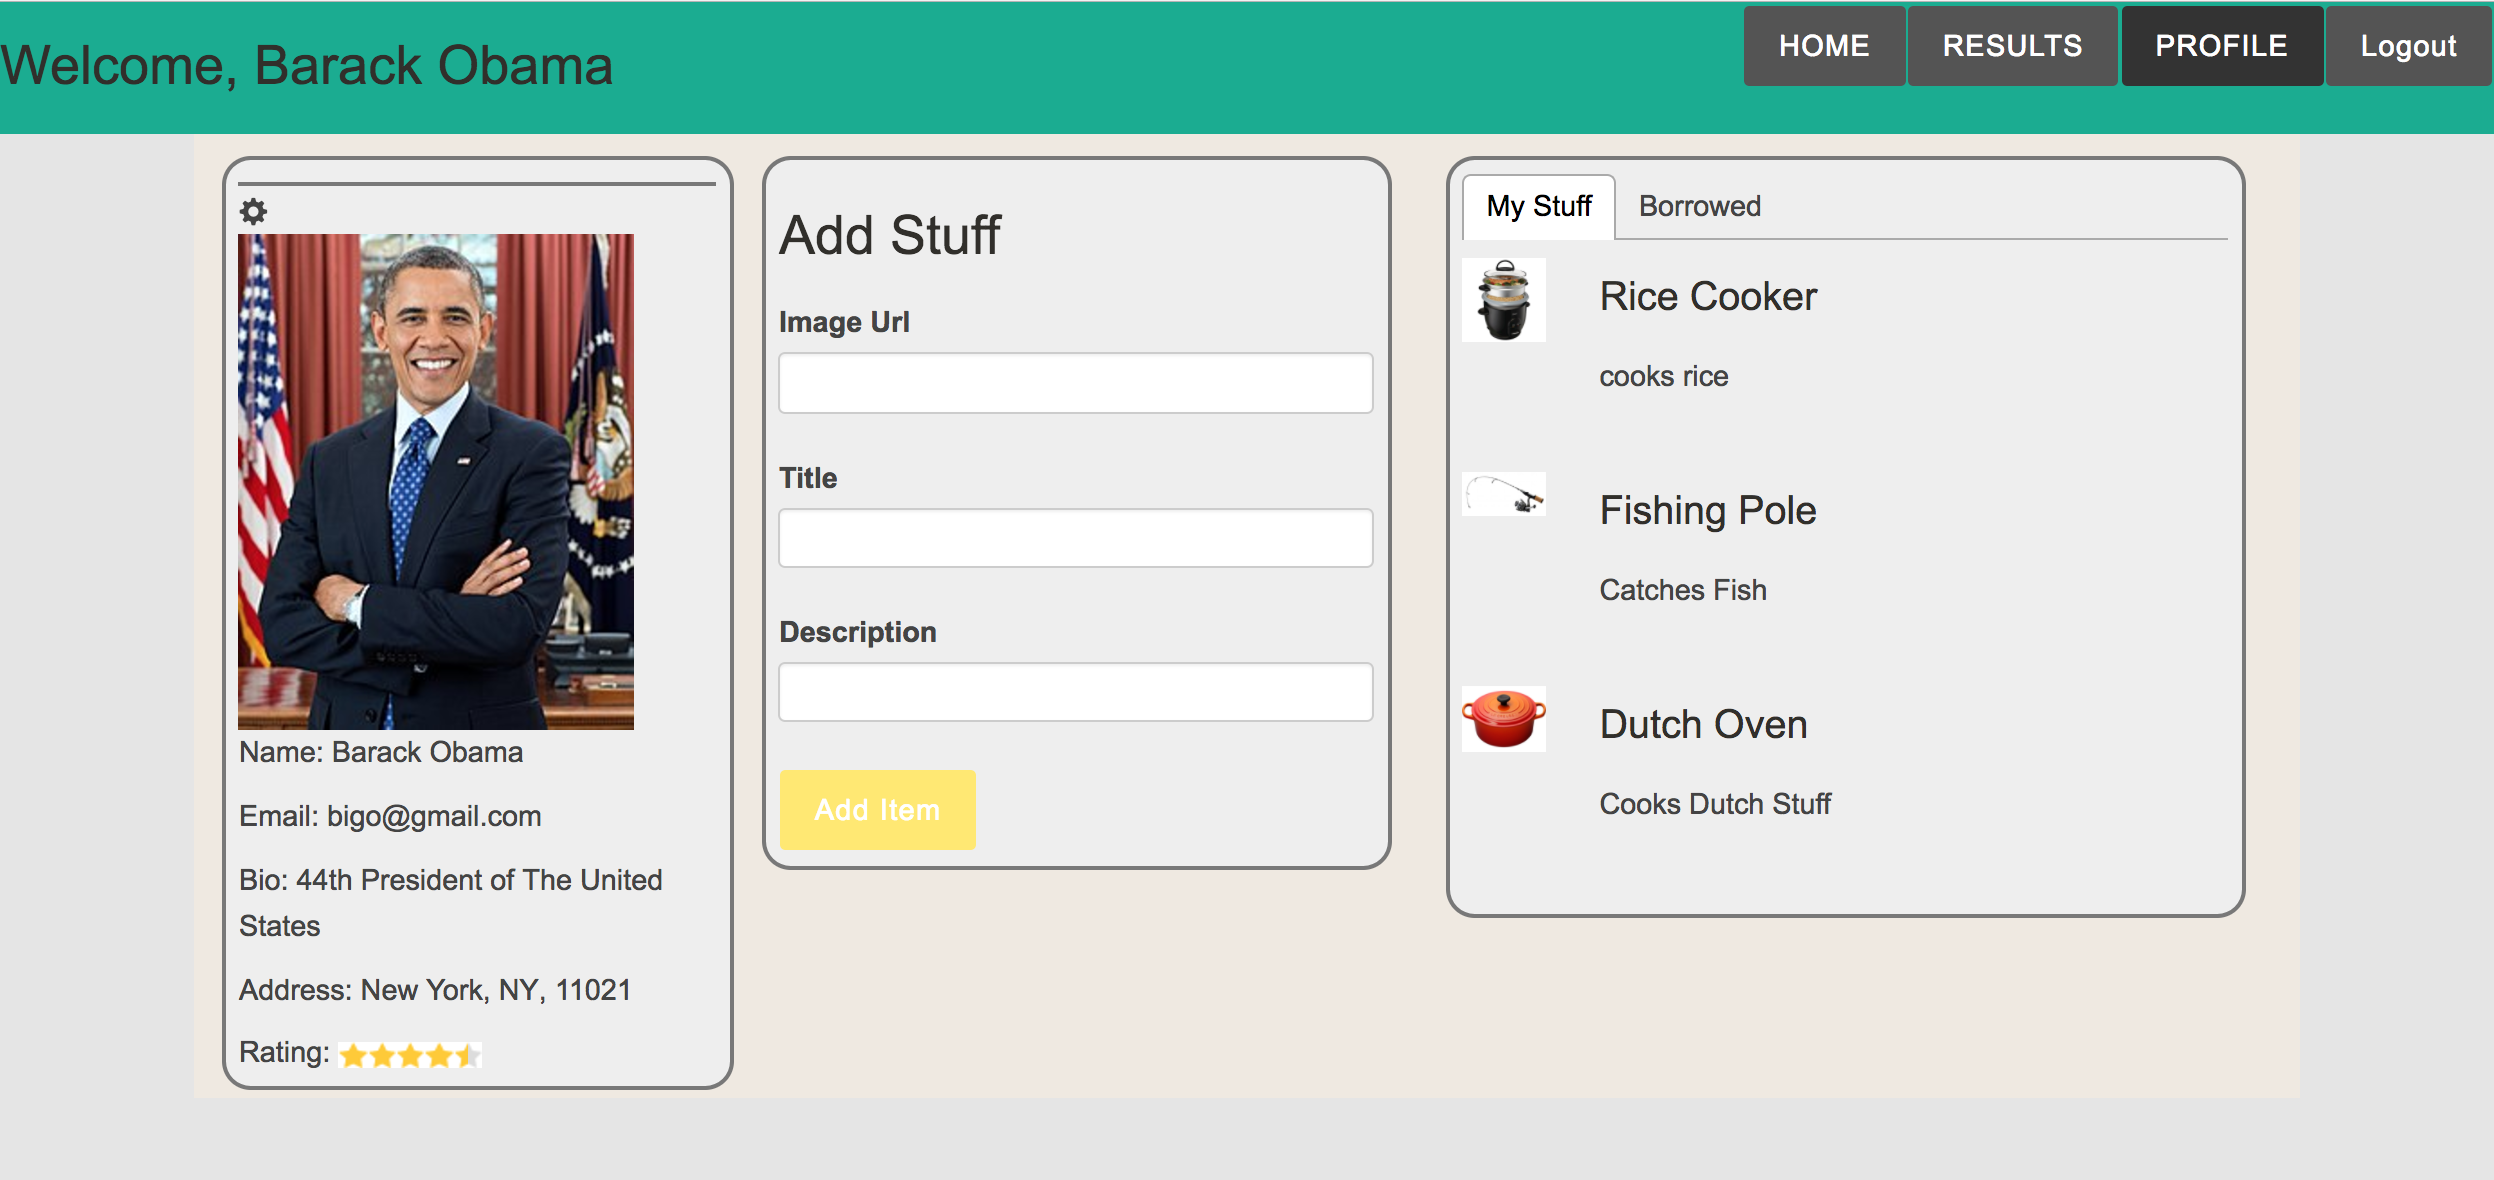 Welcome, Barack Obama
HOME
RESULTS
PROFILE
Logout
Name: Barack Obama
Email: bigo@gmail.com
Bio: 44th President of The United
States
Address: New York, NY, 11021
Rating:
Add Stuff
Image Url
Title
Description
Add Item
My Stuff
Borrowed
Rice Cooker
cooks rice
Fishing Pole
Catches Fish
Dutch Oven
Cooks Dutch Stuff